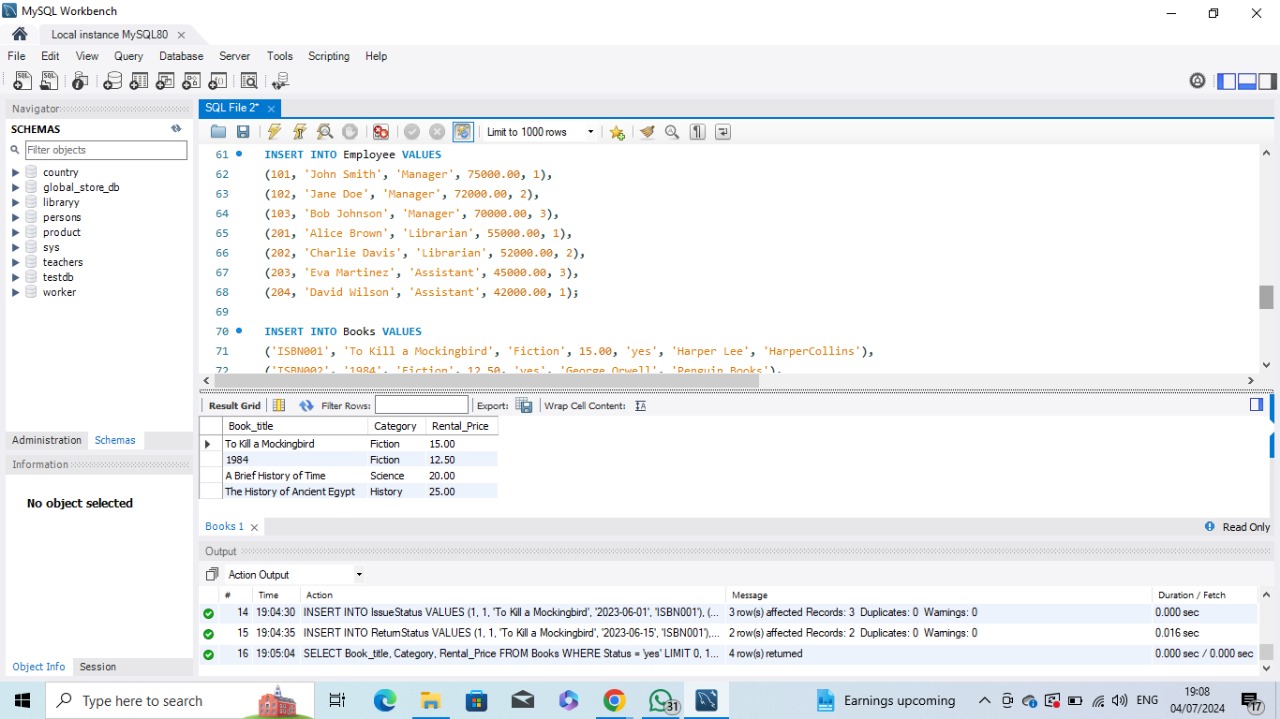 MySQL Workbench
Local instance MySQL80
File Edit View Query Database Server Tools Scripting Help
Navigator
SCHEMAS
Filter objects
country
global_store_db
libraryy
persons
product
sys
teachers
testdb
worker
Administration Schemas
Information
No object selected
Object Info Session
SQL File 2*
Limit to 1000 rows
61 INSERT INTO Employee VALUES
62 (101, 'John Smith', 'Manager', 75000.00, 1),
63 (102, 'Jane Doe', 'Manager', 72000.00, 2),
64 (103, 'Bob Johnson', 'Manager', 70000.00, 3),
65 (201, 'Alice Brown', 'Librarian', 55000.00, 1),
66 (202, 'Charlie Davis', 'Librarian', 52000.00, 2),
67 (203, 'Eva Martinez', 'Assistant', 45000.00, 3),
68 (204, 'David Wilson', 'Assistant', 42000.00, 1);
69
70 INSERT INTO Books VALUES
71 ('ISBN001', 'To Kill a Mockingbird', 'Fiction', 15.00, 'yes', 'Harper Lee', 'HarperCollins'),
72 ('ISBN002', '1984', 'Fiction', 12.50, 'yes', 'George Orwell', 'Penguin Books'),
Result Grid Filter Rows: Export: Wrap Cell Content:
Book_title Category Rental_Price
To Kill a Mockingbird Fiction 15.00
1984 Fiction 12.50
A Brief History of Time Science 20.00
The History of Ancient Egypt History 25.00
Books 1 Read Only
Output
Action Output
# Time Action Message Duration / Fetch
14 19:04:30 INSERT INTO IssueStatus VALUES (1, 1, 'To Kill a Mockingbird', '2023-06-01', 'ISBN001'), (... 3 row(s) affected Records: 3 Duplicates: 0 Warnings: 0 0.000 sec
15 19:04:35 INSERT INTO ReturnStatus VALUES (1, 1, 'To Kill a Mockingbird', '2023-06-15', 'ISBN001'),... 2 row(s) affected Records: 2 Duplicates: 0 Warnings: 0 0.016 sec
16 19:05:04 SELECT Book_title, Category, Rental_Price FROM Books WHERE Status = 'yes' LIMIT 0, 1... 4 row(s) returned 0.000 sec / 0.000 sec
Type here to search
31
Earnings upcoming
ENG
19:08
04/07/2024
17